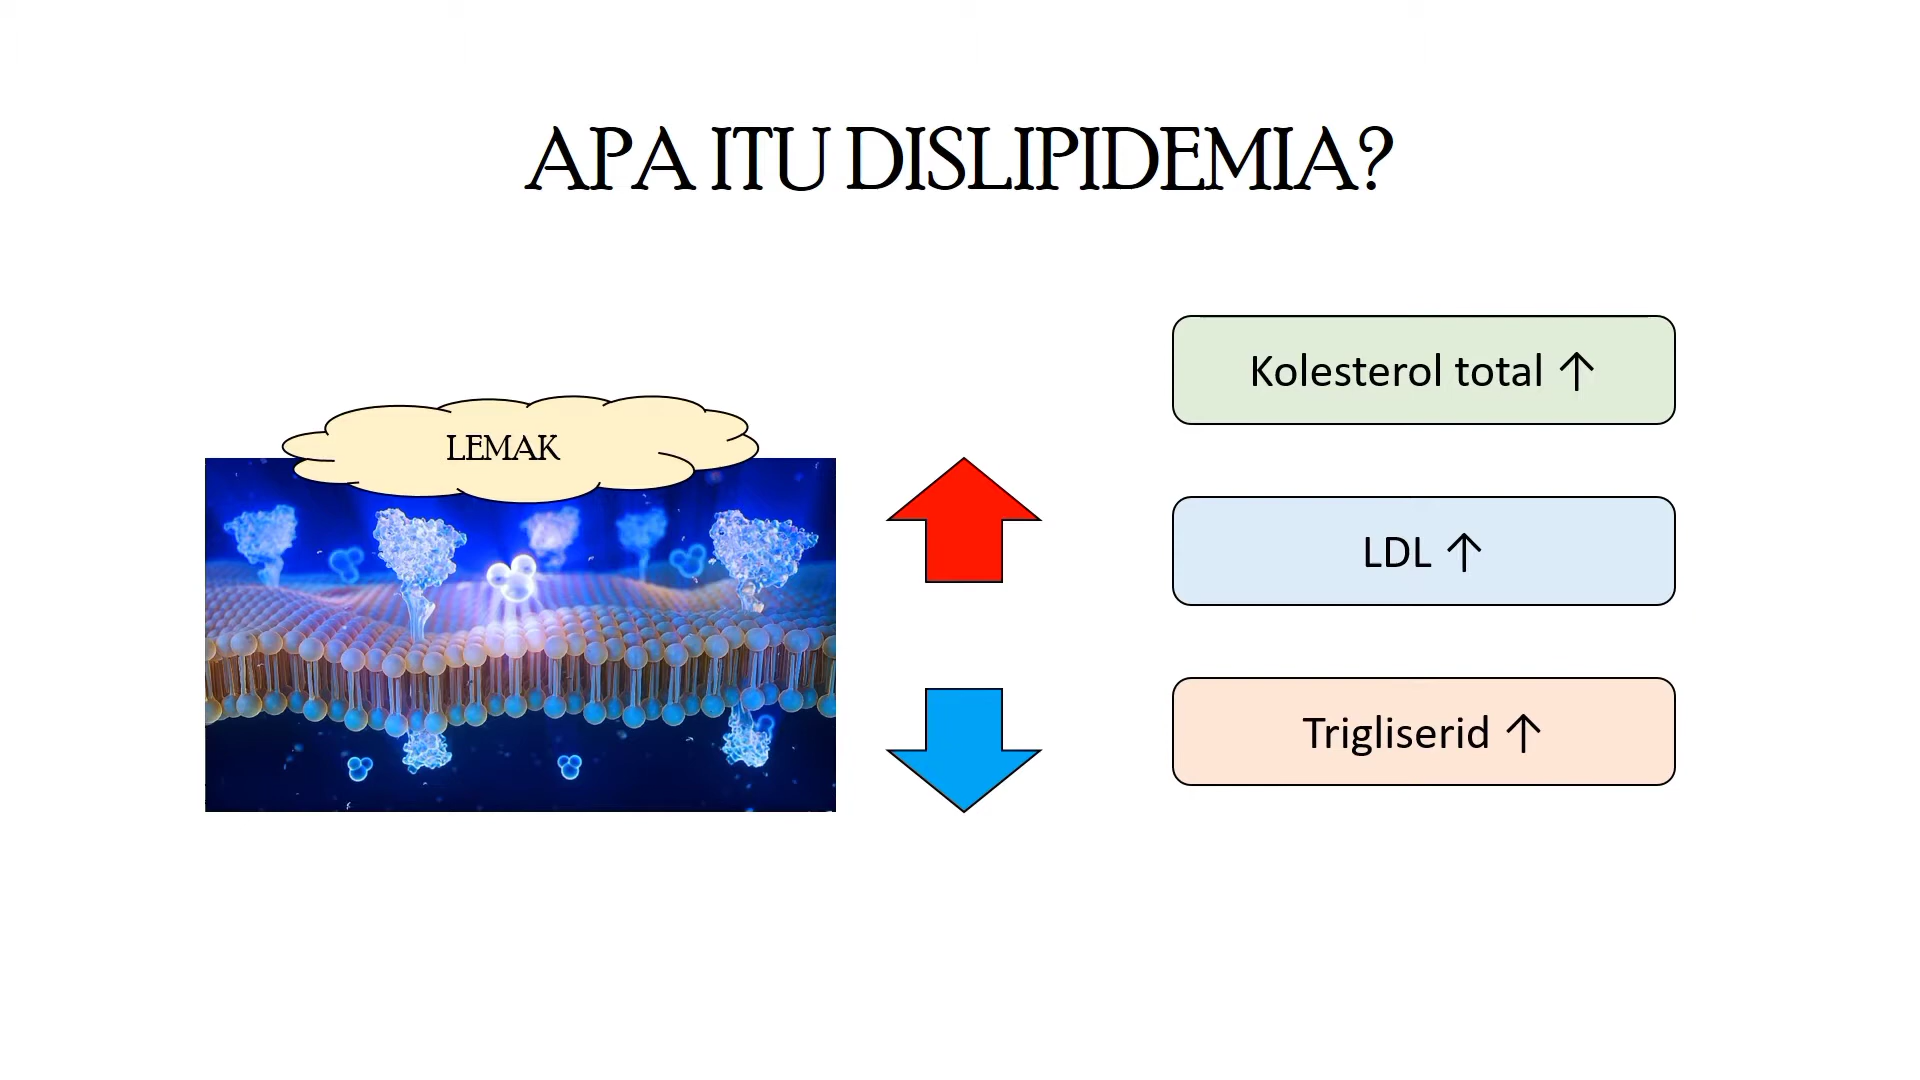 APA ITU DISLIPIDEMIA?
LEMAK
Kolesterol total ↑
LDL ↑
Trigliserid ↑